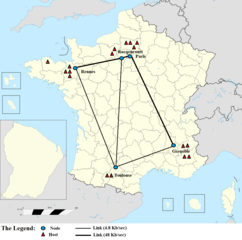 Rocquencourt
Paris
Rennes
Grenoble
Toulouse
The Legend:
Node
Host
Link (4.8 Kb/sec)
Link (48 Kb/sec)